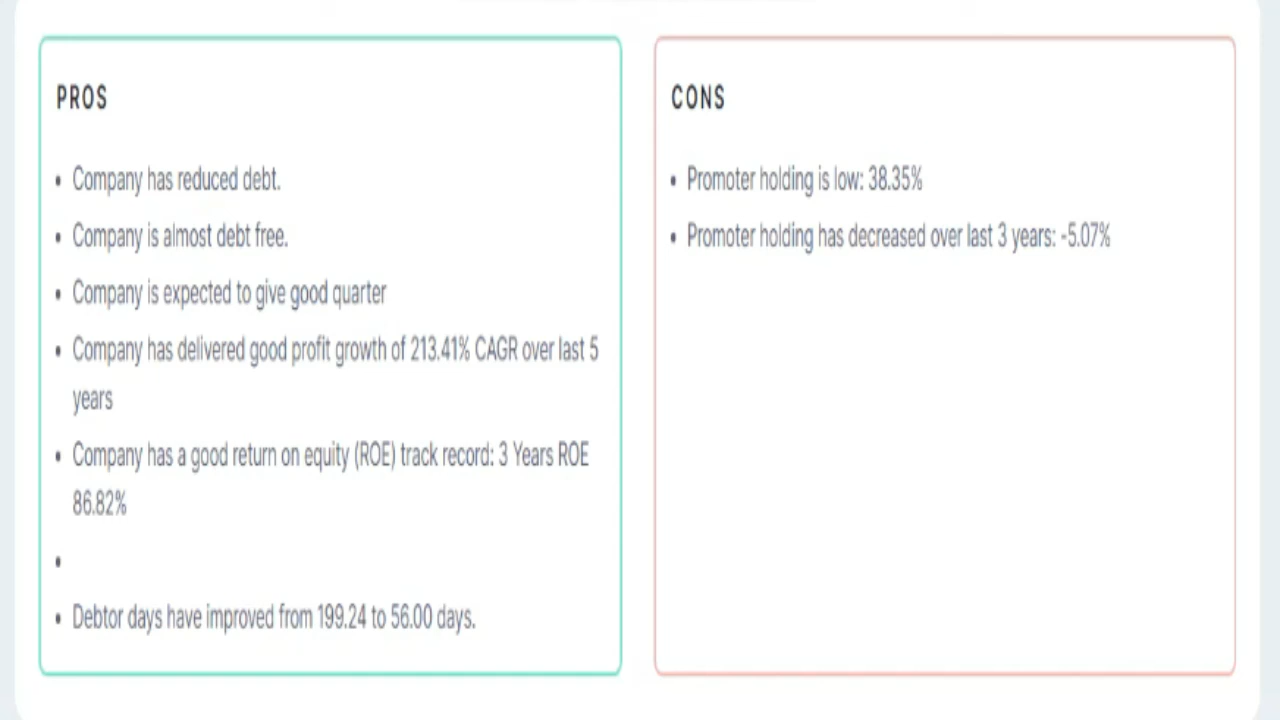 PROS
• Company has reduced debt.
• Company is almost debt free.
• Company is expected to give good quarter
• Company has delivered good profit growth of 213.41% CAGR over last 5
years
• Company has a good return on equity (ROE) track record: 3 Years ROE
86.82%
•
• Debtor days have improved from 199.24 to 56.00 days.
CONS
• Promoter holding is low: 38.35%
• Promoter holding has decreased over last 3 years: -5.07%